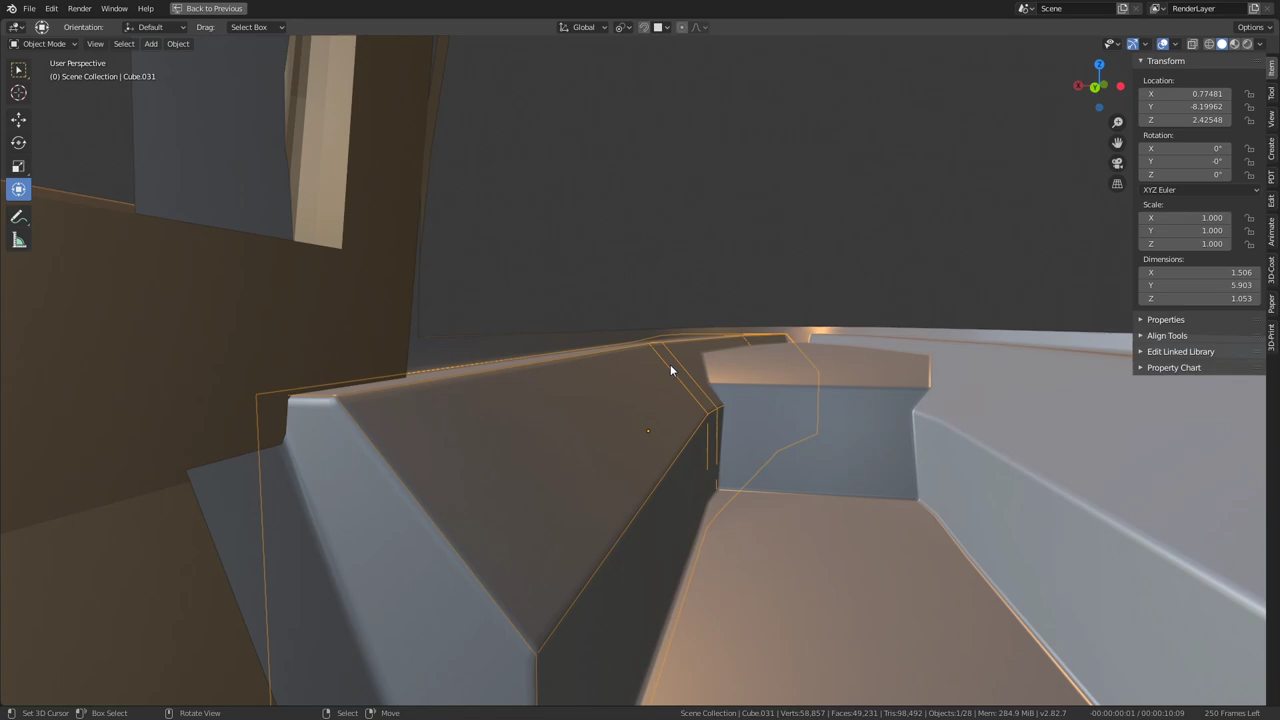 File Edit Render Window Help Back to Previous Scene RenderLayer
Orientation: Default Drag: Select Box Global Options
Object Mode View Select Add Object
User Perspective
(0) Scene Collection | Cube.031
Z
X
Y
Transform
Location:
X 0.77481
Y -8.19962
Z 2.42548
Rotation:
X 0°
Y -0°
Z 0°
XYZ Euler
Scale:
X 1.000
Y 1.000
Z 1.000
Dimensions:
X 1.506
Y 5.903
Z 1.053
Properties
Align Tools
Edit Linked Library
Property Chart
Item
Tool
View
Create
PDT
Edit
Animate
3D-Coat
Paper
3D-Print
Set 3D Cursor Box Select Rotate View Select Move
Scene Collection | Cube.031 | Verts:58,857 | Faces:49,231 | Tris:98,492 | Objects:1/28 | Mem: 284.9 MiB | v2.82.7 -00:00:00:01 / 00:00:10:09 250 Frames Left